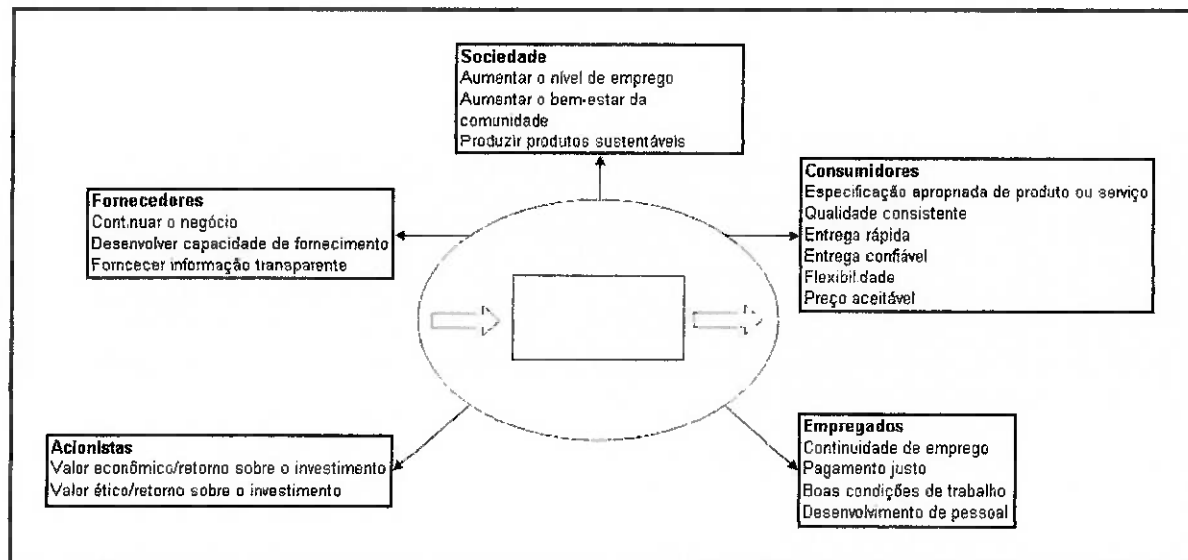 Sociedade
Aumentar o nível de emprego
Aumentar o bem-estar da
comunidade
Produzir produtos sustentáveis
Fornecedores
Continuar o negócio
Desenvolver capacidade de fornecimento
Fornecer informação transparente
Consumidores
Especificação apropriada de produto ou serviço
Qualidade consistente
Entrega rápida
Entrega confiável
Flexibilidade
Preço aceitável
Acionistas
Valor econômico/retorno sobre o investimento
Valor ético/retorno sobre o investimento
Empregados
Continuidade de emprego
Pagamento justo
Boas condições de trabalho
Desenvolvimento de pessoal